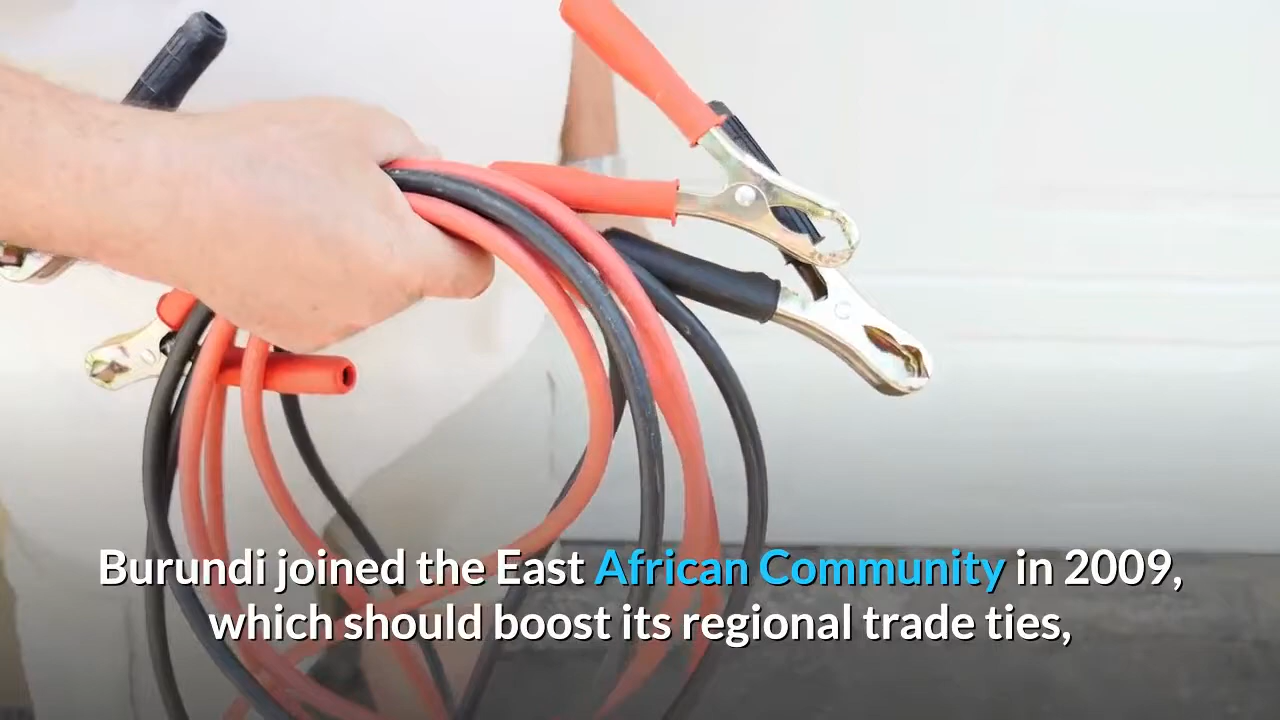 Burundi joined the East African Community in 2009,
which should boost its regional trade ties,